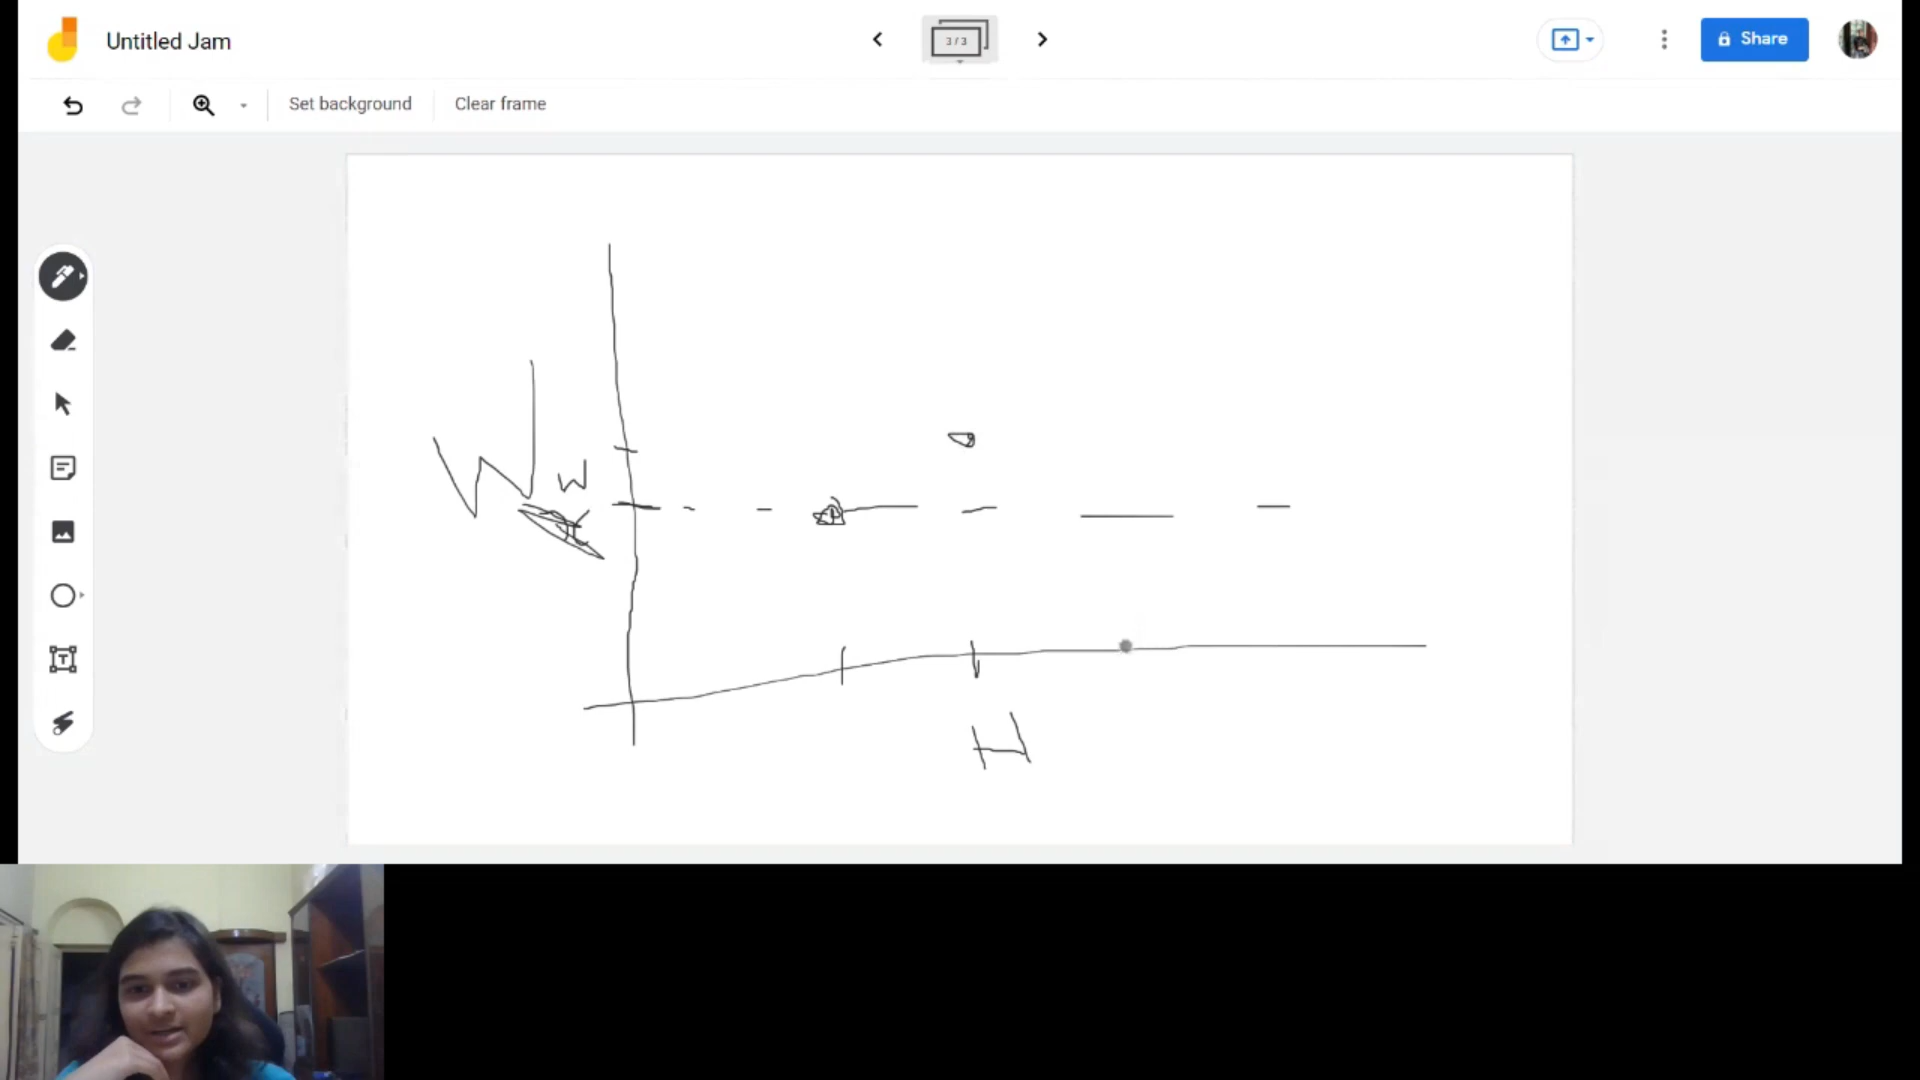 Untitled Jam
3 / 3
Share
Set background
Clear frame
W
W
H